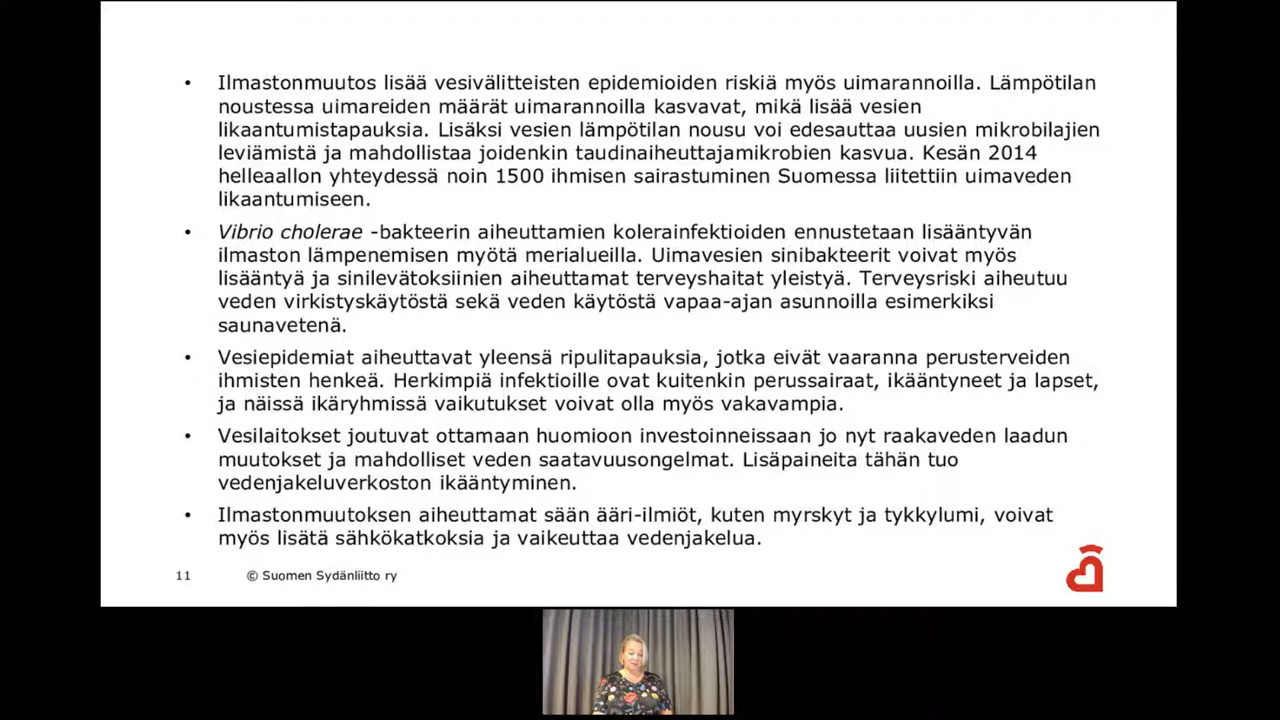 • Ilmastonmuutos lisää vesivälitteisten epidemioiden riskiä myös uimarannoilla. Lämpötilan
noustessa uimareiden määrät uimarannoilla kasvavat, mikä lisää vesien
likaantumistapauksia. Lisäksi vesien lämpötilan nousu voi edesauttaa uusien mikrobilajien
leviämistä ja mahdollistaa joidenkin taudinaiheuttajamikrobien kasvua. Kesän 2014
helleaallon yhteydessä noin 1500 ihmisen sairastuminen Suomessa liitettiin uimaveden
likaantumiseen.
• Vibrio cholerae -bakteerin aiheuttamien kolerainfektioiden ennustetaan lisääntyvän
ilmaston lämpenemisen myötä merialueilla. Uimavesien sinibakteerit voivat myös
lisääntyä ja sinilevätoksiinien aiheuttamat terveyshaitat yleistyä. Terveysriski aiheutuu
veden virkistyskäytöstä sekä veden käytöstä vapaa-ajan asunnoilla esimerkiksi
saunavetenä.
• Vesiepidemiat aiheuttavat yleensä ripulitapauksia, jotka eivät vaaranna perusterveiden
ihmisten henkeä. Herkimpiä infektioille ovat kuitenkin perussairaat, ikääntyneet ja lapset,
ja näissä ikäryhmissä vaikutukset voivat olla myös vakavampia.
• Vesilaitokset joutuvat ottamaan huomioon investoinneissaan jo nyt raakaveden laadun
muutokset ja mahdolliset veden saatavuusongelmat. Lisäpaineita tähän tuo
vedenjakeluverkoston ikääntyminen.
• Ilmastonmuutoksen aiheuttamat sään ääri-ilmiöt, kuten myrskyt ja tykkylumi, voivat
myös lisätä sähkökatkoksia ja vaikeuttaa vedenjakelua.
11 © Suomen Sydänliitto ry